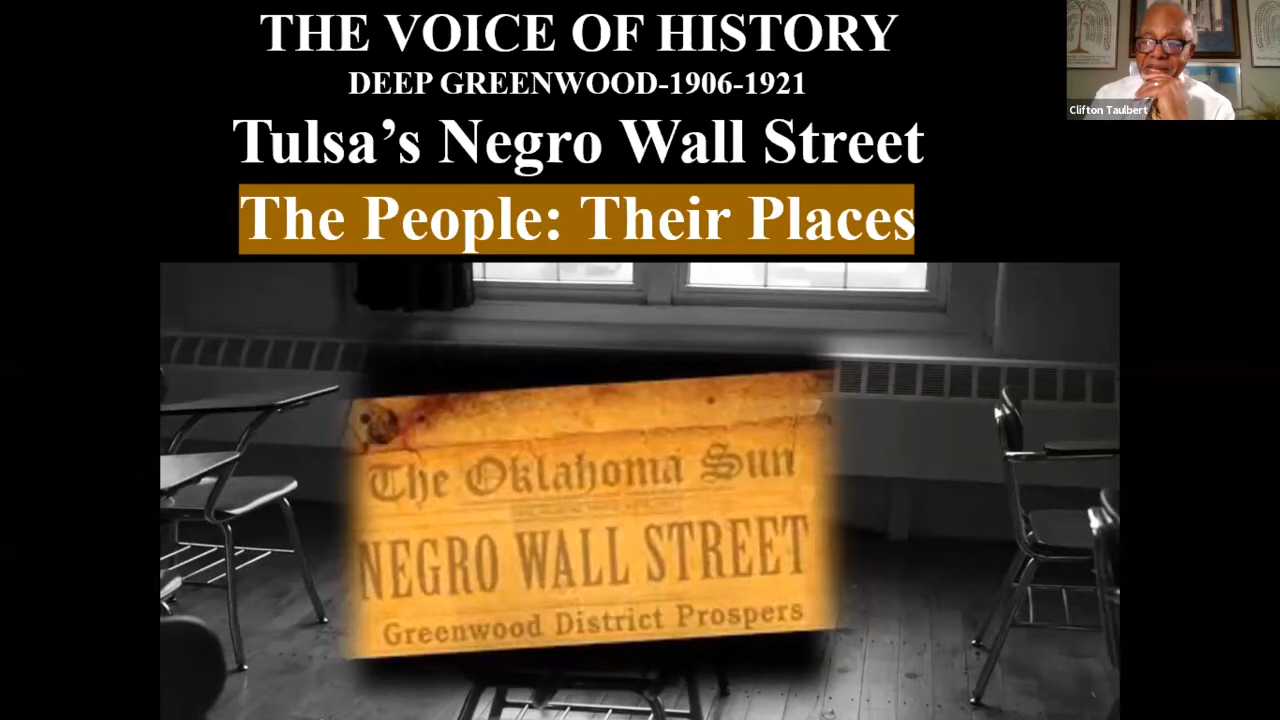 THE VOICE OF HISTORY
DEEP GREENWOOD-1906-1921
Tulsa’s Negro Wall Street
The People: Their Places
Clifton Taulbert
The Oklahoma Sun
NEGRO WALL STREET
Greenwood District Prospers